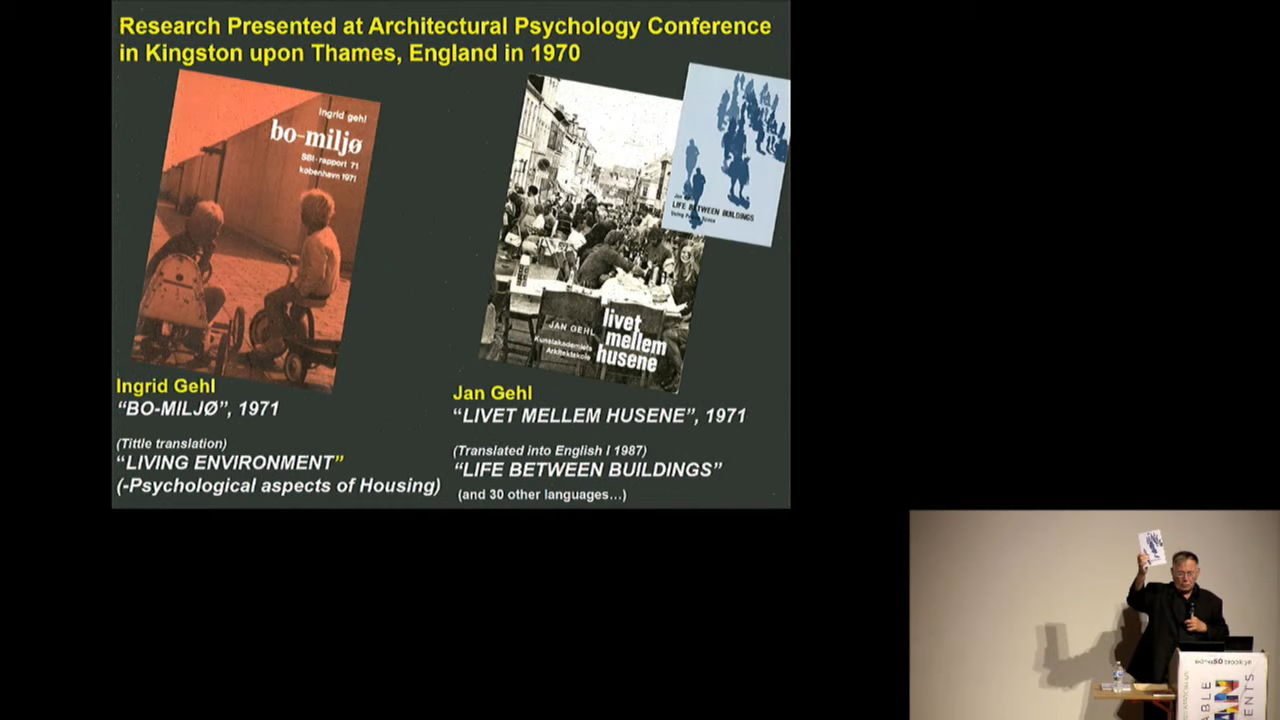 Research Presented at Architectural Psychology Conference
in Kingston upon Thames, England in 1970
Ingrid gehl
bo-miljø
SBI-rapport 71
københavn 1971
LIFE BETWEEN BUILDINGS
JAN GEHL
Kunstakademiets
Arkitektskole
livet
mellem
husene
Ingrid Gehl
“BO-MILJØ”, 1971
(Tittle translation)
“LIVING ENVIRONMENT”
(-Psychological aspects of Housing)
Jan Gehl
“LIVET MELLEM HUSENE”, 1971
(Translated into English I 1987)
“LIFE BETWEEN BUILDINGS”
(and 30 other languages...)